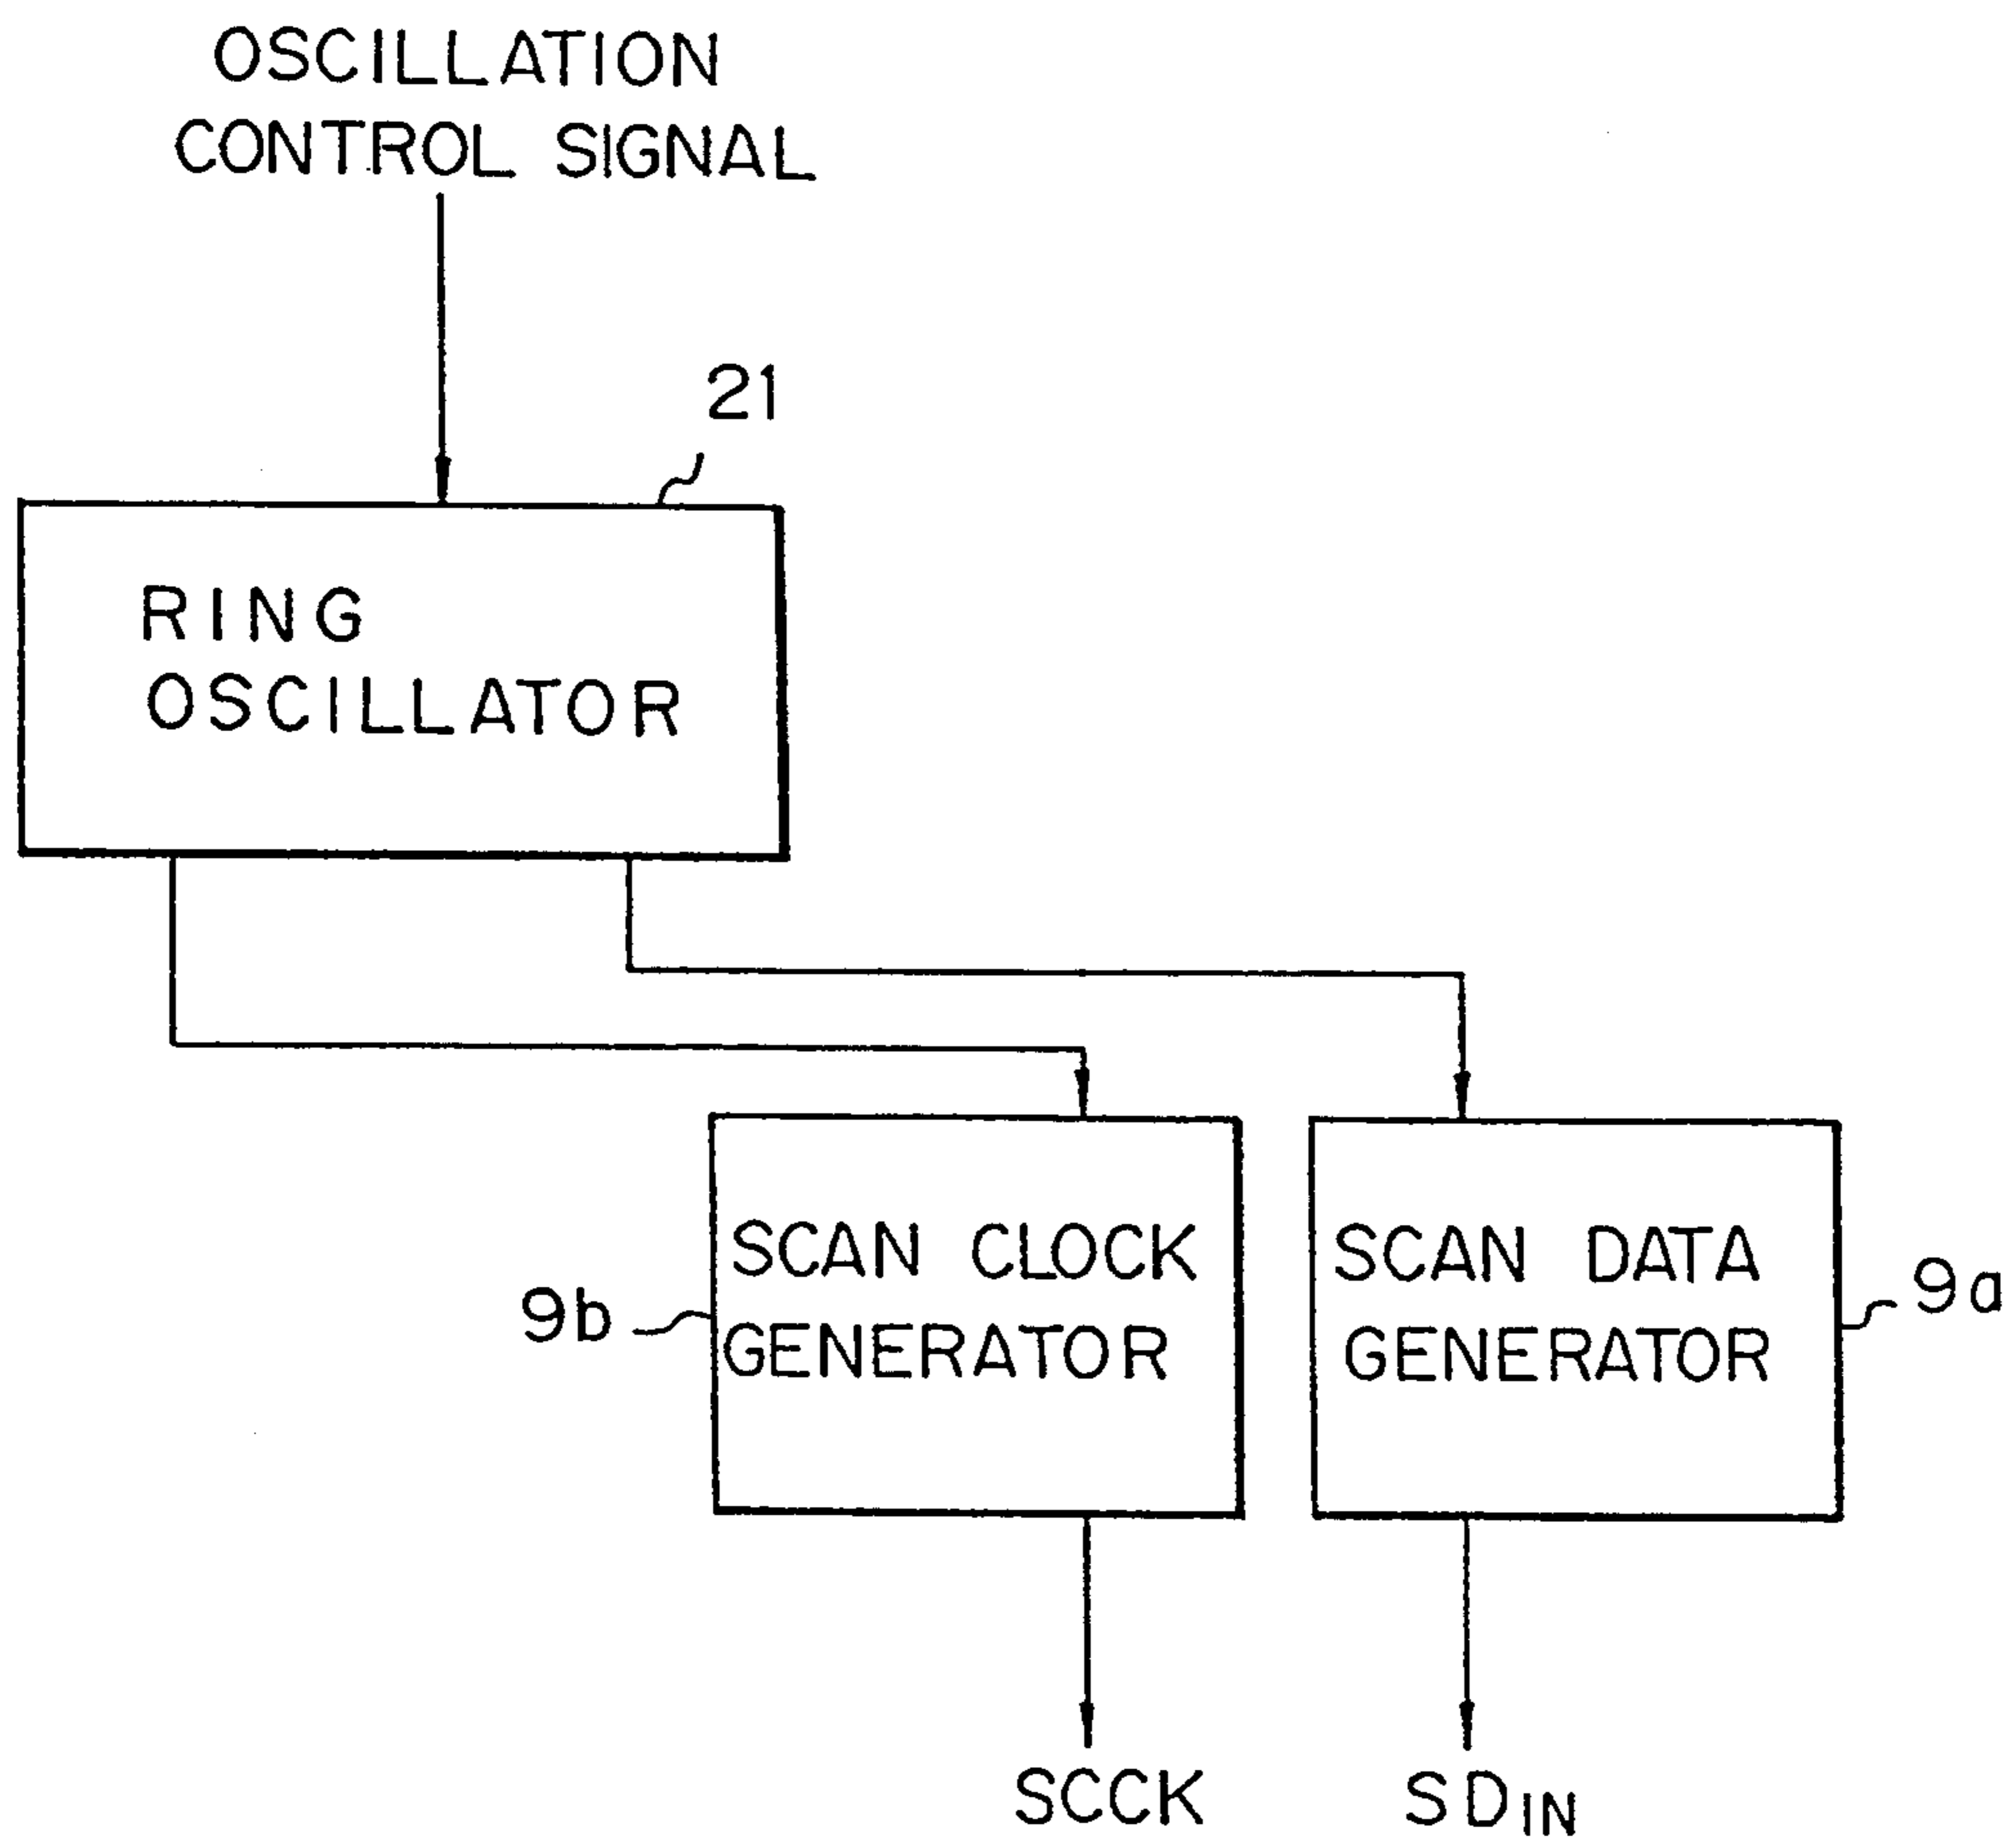 OSCILLATION
CONTROL SIGNAL
21
RING
OSCILLATOR
SCAN CLOCK
GENERATOR
9b
SCAN DATA
GENERATOR
9a
SCCK
SDIN